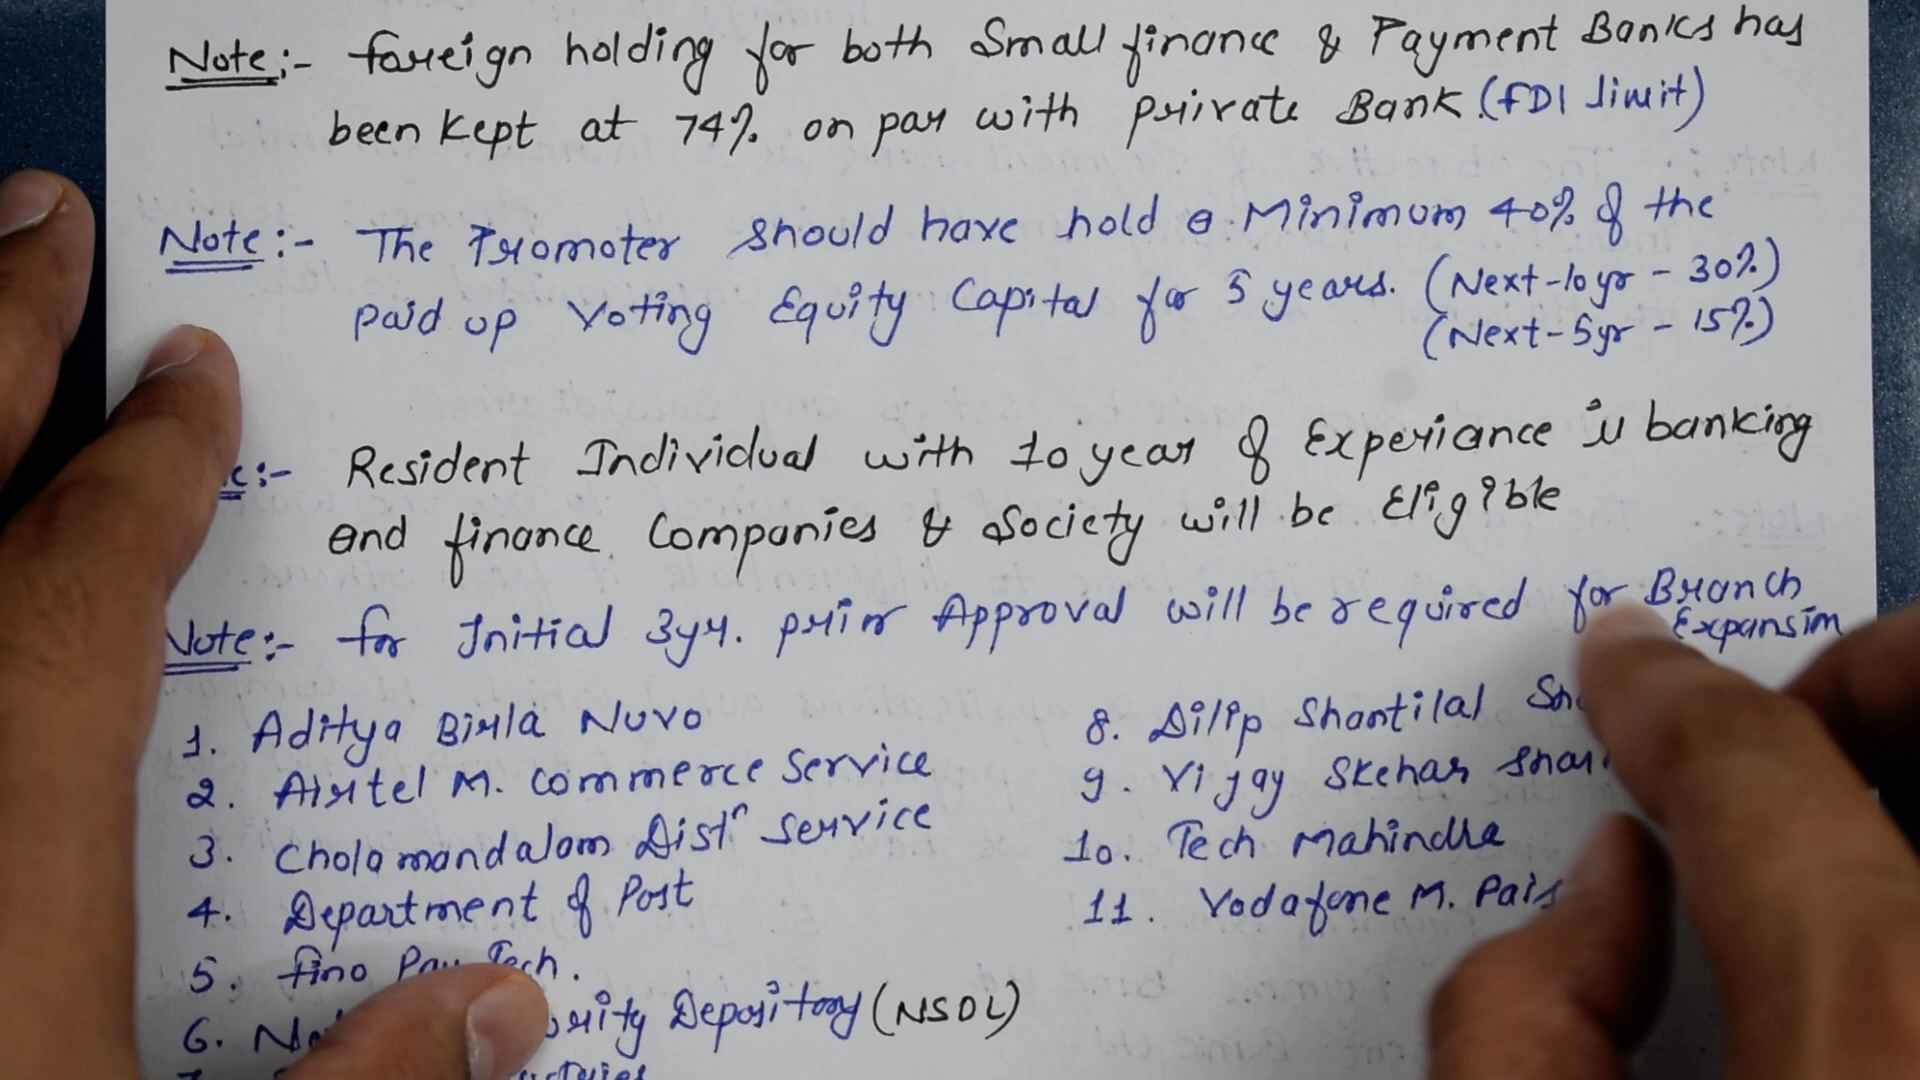 Note:- foreign holding for both Small finance & Payment Banks has
been Kept at 74% on par with private Bank (FDI limit)
Note:- The Promoter should have hold a Minimum 40% of the
paid up Voting Equity Capital for 5 years. (Next-10yr - 30%)
(Next-5yr - 15%)
Resident Individual with 10 year of Experiance in banking
and finance Companies & Society will be Eligible
Note:- for Initial 3yr. prior Approval will be required for Branch
Expansion
1. Aditya Birla Nuvo
2. Airtel M. Commerce Service
3. Cholamandalam Distn Service
4. Department of Post
5. fino Pay Tech.
6. Depository (NSDL)
8. Dilip Shantilal
9. Vijay Skehar
10. Tech Mahindra
11. Vodafone M.